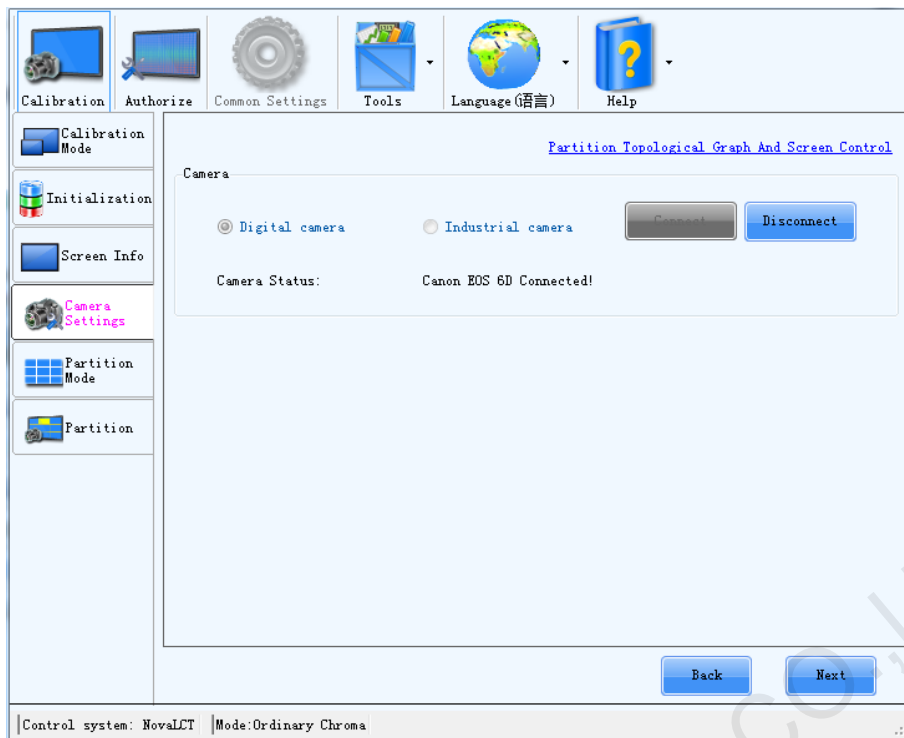 Calibration
Authorize
Common Settings
Tools
Language(语言)
Help
Calibration
Mode
Initialization
Screen Info
Camera
Settings
Partition
Mode
Partition
Partition Topological Graph And Screen Control
Camera
Digital camera
Industrial camera
Connect
Disconnect
Camera Status:
Canon EOS 6D Connected!
Back
Next
Control system: NovaLCT
Mode:Ordinary Chroma